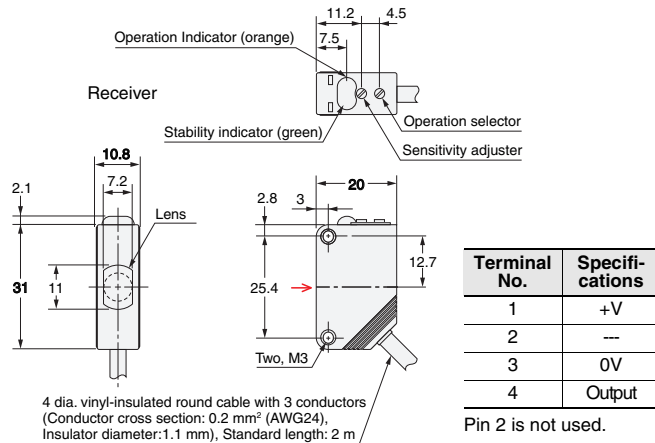 11.2
4.5
Operation Indicator (orange)
7.5
Receiver
Operation selector
Stability indicator (green)
Sensitivity adjuster
10.8
20
2.1
7.2
2.8
3
Lens
31
11
25.4
12.7
Two, M3
Terminal No.
Specifi-cations
1
+V
2
---
3
0V
4
Output
Pin 2 is not used.
4 dia. vinyl-insulated round cable with 3 conductors
(Conductor cross section: 0.2 mm² (AWG24),
Insulator diameter:1.1 mm), Standard length: 2 m